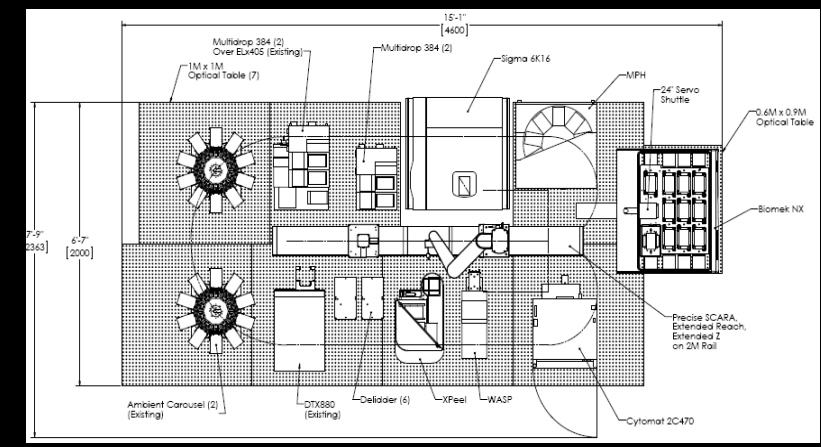 15'-1"
[4600]
Multidrop 384 (2)
Over ELx405 (Existing)
Multidrop 384 (2)
Sigma 6K16
1M x 1M
Optical Table (7)
MPH
24" Servo
Shuttle
0.6M x 0.9M
Optical Table
7'-9"
2363]
6'-7"
[2000]
Biomek NX
Precise SCARA,
Extended Reach,
Extended Z
on 2M Rail
Ambient Carousel (2)
(Existing)
DTX880
(Existing)
Delidder (6)
XPeel
WASP
Cytomat 2C470